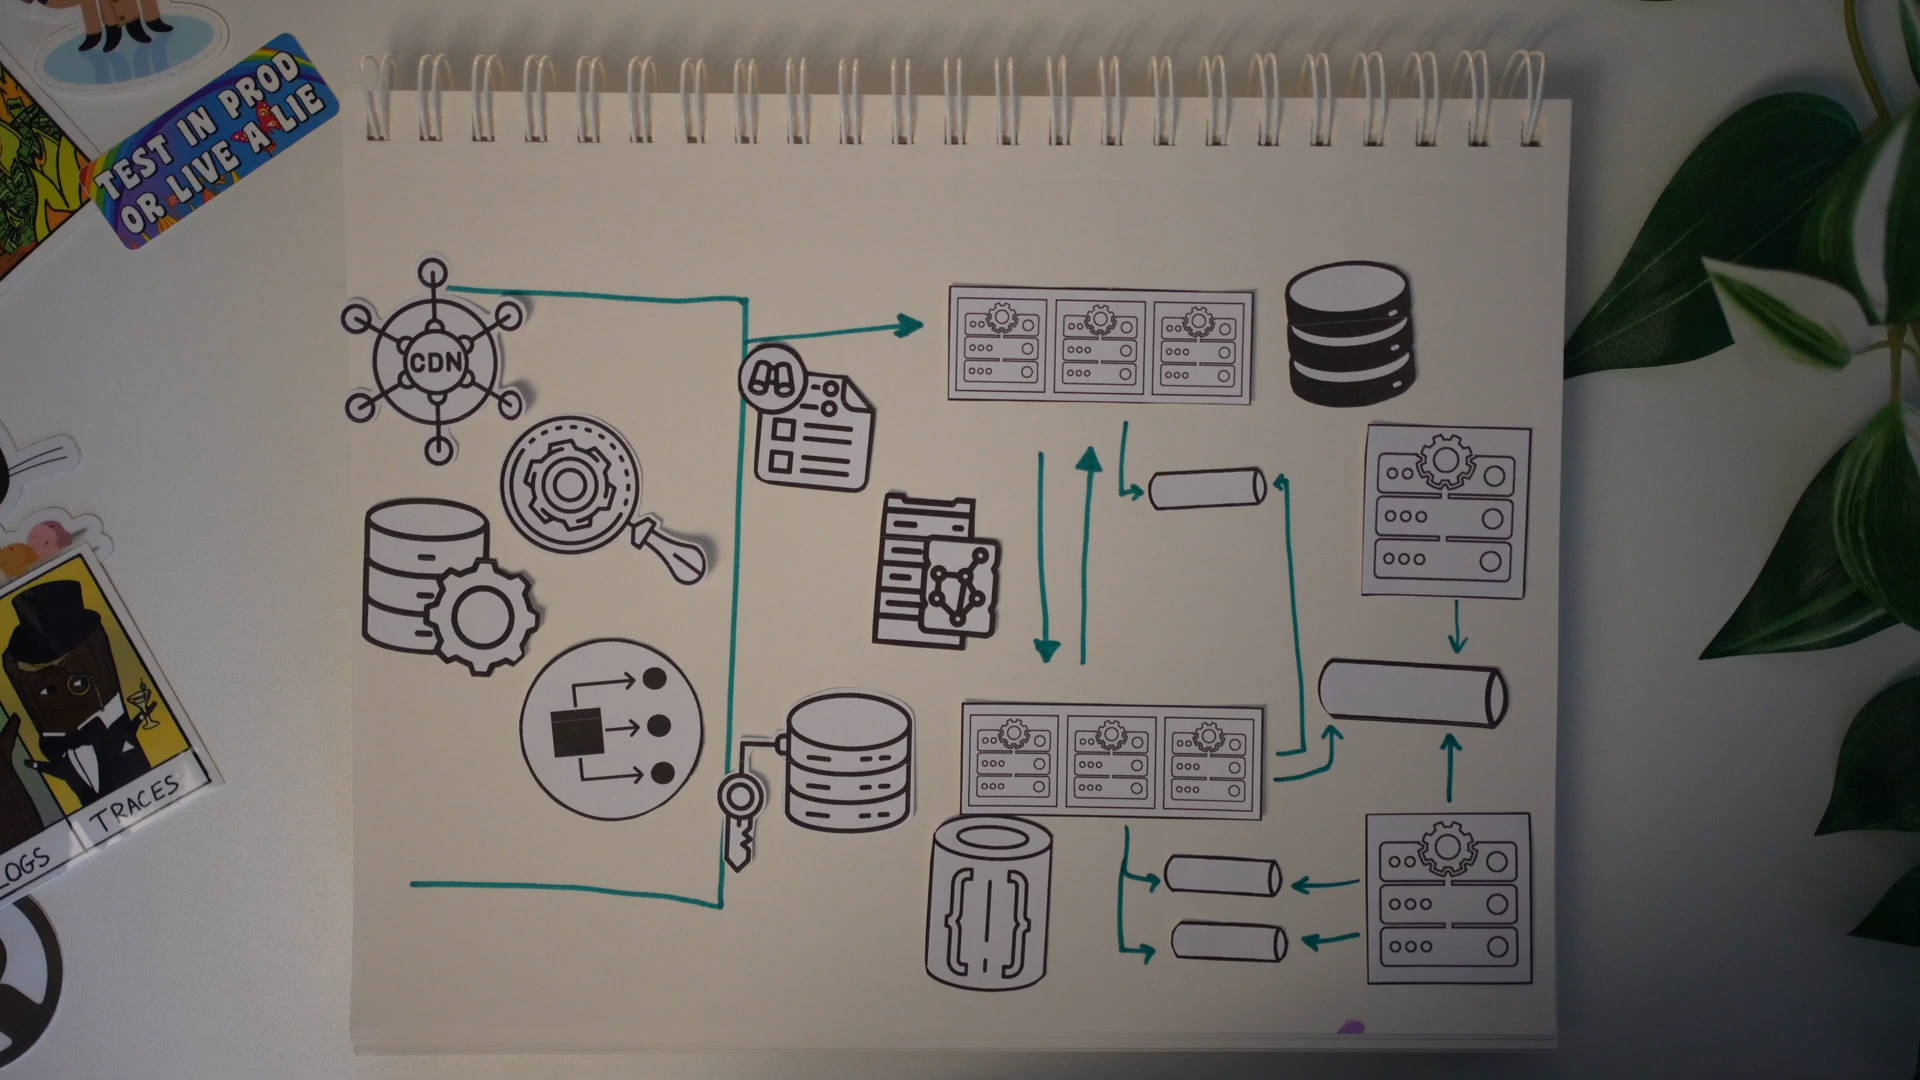 TEST IN PROD
OR LIVE A LIE
CDN
LOGS
TRACES